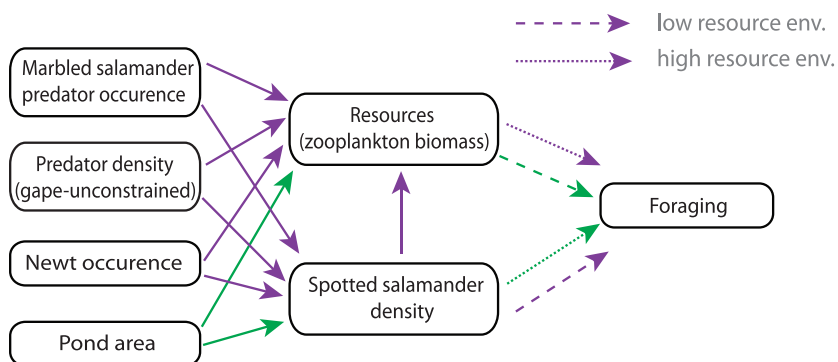 low resource env.
high resource env.
Marbled salamander
predator occurence
Predator density
(gape-unconstrained)
Newt occurence
Pond area
Resources
(zooplankton biomass)
Spotted salamander
density
Foraging